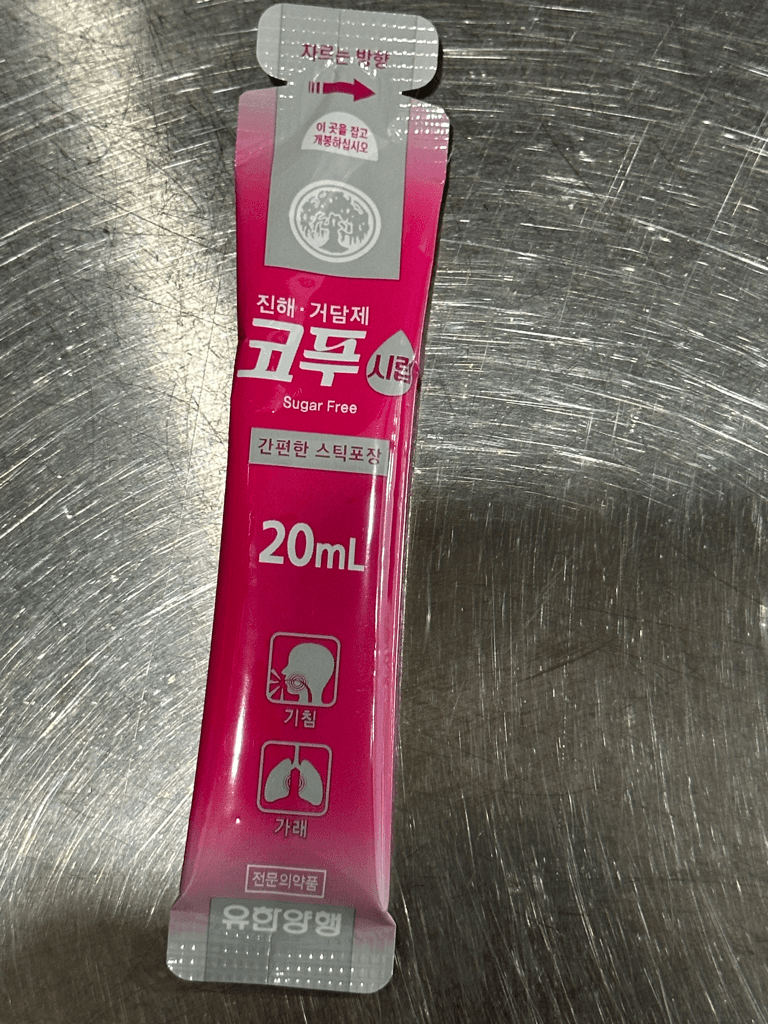 자르는 방향
이 곳을 잡고
개봉하십시오
진해·거담제
코푸 시럽
Sugar Free
간편한 스틱포장
20mL
기침
가래
전문의약품
유한양행